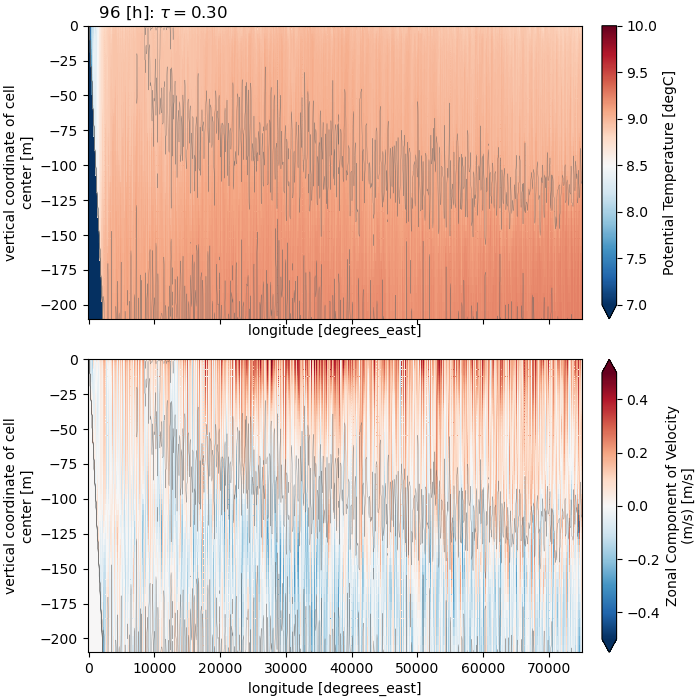 96 [h]: τ = 0.30
0
−25
−50
−75
−100
−125
−150
−175
−200
vertical coordinate of cell
center [m]
longitude [degrees_east]
10.0
9.5
9.0
8.5
8.0
7.5
7.0
Potential Temperature [degC]
0
−25
−50
−75
−100
−125
−150
−175
−200
vertical coordinate of cell
center [m]
0 10000 20000 30000 40000 50000 60000 70000
longitude [degrees_east]
0.4
0.2
0.0
−0.2
−0.4
Zonal Component of Velocity
(m/s) [m/s]